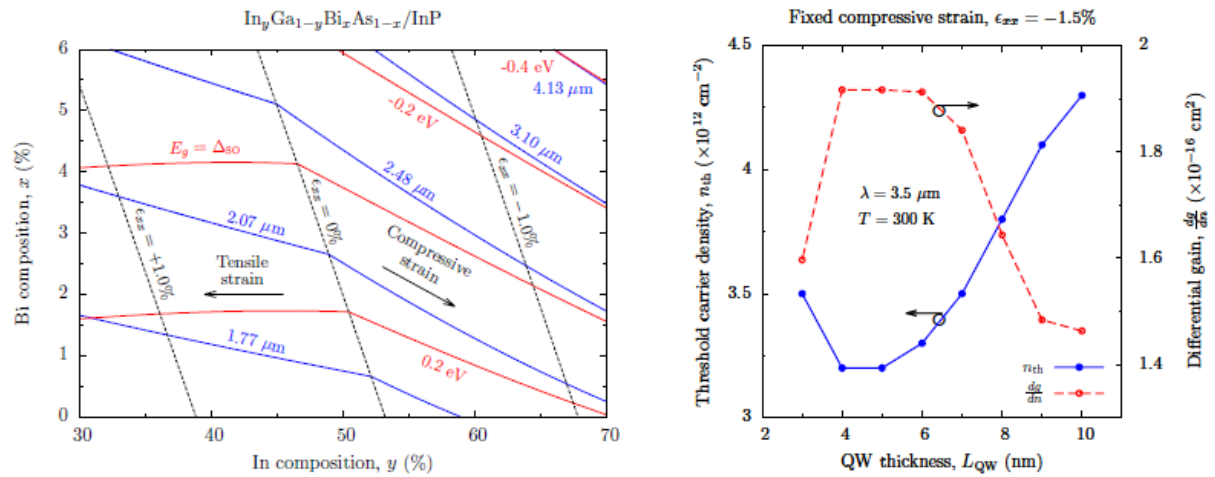 In_yGa_{1−y}Bi_xAs_{1−x}/InP
6
5
4
3
2
1
0
30
40
50
60
70
Bi composition, x (%)
In composition, y (%)
-0.4 eV
4.13 μm
-0.2 eV
3.10 μm
E_g = Δ_so
2.48 μm
ϵ_xx = −1.0%
ϵ_xx = 0%
2.07 μm
Compressive
strain
ϵ_xx = +1.0%
Tensile
strain
1.77 μm
0.2 eV
Fixed compressive strain, ϵ_xx = −1.5%
4.5
4
3.5
3
2
4
6
8
10
2
1.8
1.6
1.4
Threshold carrier density, n_th (×10^12 cm^−2)
Differential gain, dg/dn (×10^−16 cm^2)
QW thickness, L_QW (nm)
λ = 3.5 μm
T = 300 K
n_th
dg/dn